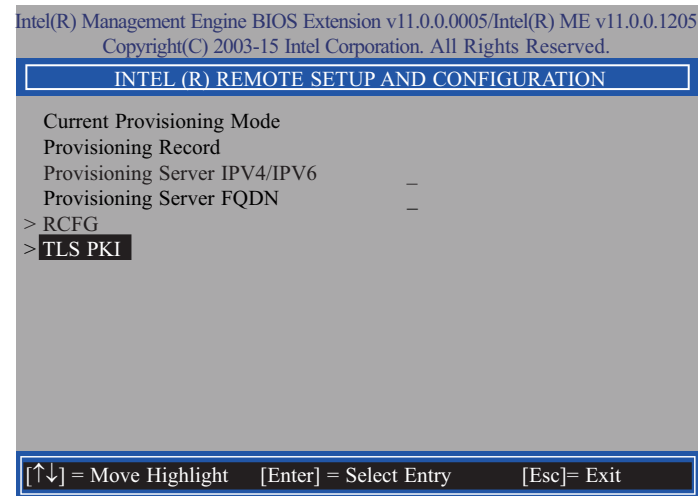 Intel(R) Management Engine BIOS Extension v11.0.0.0005/Intel(R) ME v11.0.0.1205
Copyright(C) 2003-15 Intel Corporation. All Rights Reserved.
INTEL (R) REMOTE SETUP AND CONFIGURATION
Current Provisioning Mode
Provisioning Record
Provisioning Server IPV4/IPV6 _
Provisioning Server FQDN _
> RCFG
> TLS PKI
[↑↓] = Move Highlight [Enter] = Select Entry [Esc]= Exit